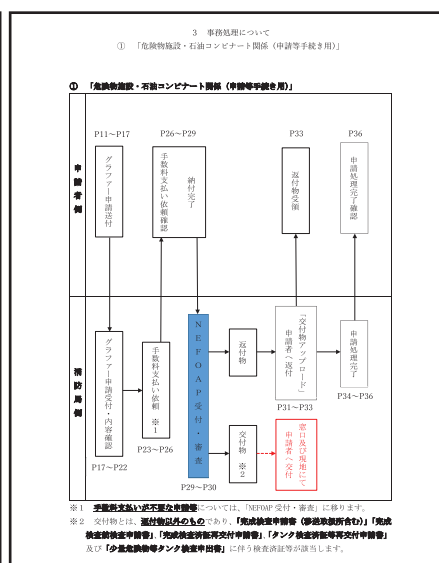 3　事務処理について
①　「危険物施設・石油コンビナート関係（申請等手続き用）」
①　「危険物施設・石油コンビナート関係（申請等手続き用）」
P11～P17
P26～P29
P33
P36
申請者側
グラファー申請送付
手数料支払い依頼確認
納付完了
返付物受領
申請処理完了確認
消防局側
グラファー申請受付・内容確認
手数料支払い依頼　※1
NEFOAP受付・審査
返付物
「交付物アップロード」
申請者へ返付
申請処理完了
P17～P22
P23～P26
P29～P30
P31～P33
P34～P36
交付物　※2
窓口及び現地にて
申請者へ交付
※1　手数料支払いが不要な申請等については、「NEFOAP 受付・審査」に移ります。
※2　交付物とは、返付物以外のものであり、「完成検査申請書（移送取扱所含む）」「完成
検査前検査申請書」、「完成検査済証再交付申請書」、「タンク検査済証等再交付申請書」
及び「少量危険物等タンク検査申出書」に伴う検査済証等が該当します。